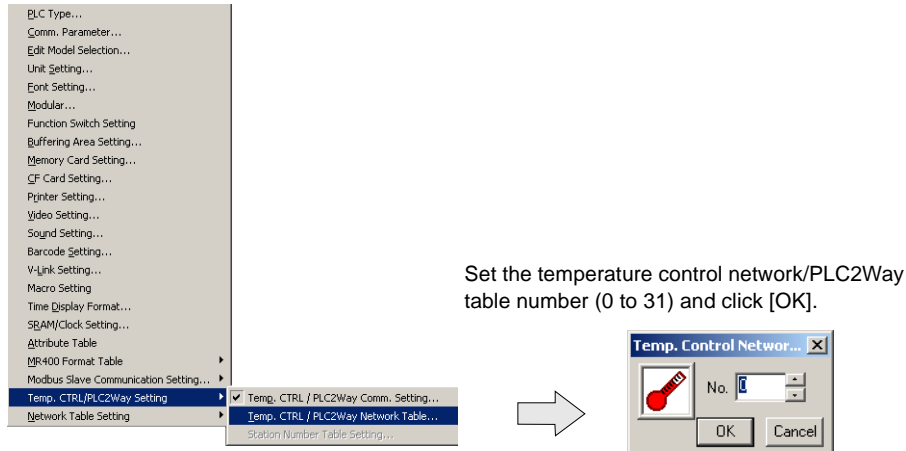 PLC Type...
Comm. Parameter...
Edit Model Selection...
Unit Setting...
Font Setting...
Modular...
Function Switch Setting
Buffering Area Setting...
Memory Card Setting...
CF Card Setting...
Printer Setting...
Video Setting...
Sound Setting...
Barcode Setting...
V-Link Setting...
Macro Setting
Time Display Format...
SRAM/Clock Setting...
Attribute Table
MR400 Format Table
Modbus Slave Communication Setting...
Temp. CTRL/PLC2Way Setting
Network Table Setting
Temp. CTRL / PLC2Way Comm. Setting...
Temp. CTRL / PLC2Way Network Table...
Station Number Table Setting...
Set the temperature control network/PLC2Way
table number (0 to 31) and click [OK].
Temp. Control Networ...
No. 0
OK Cancel